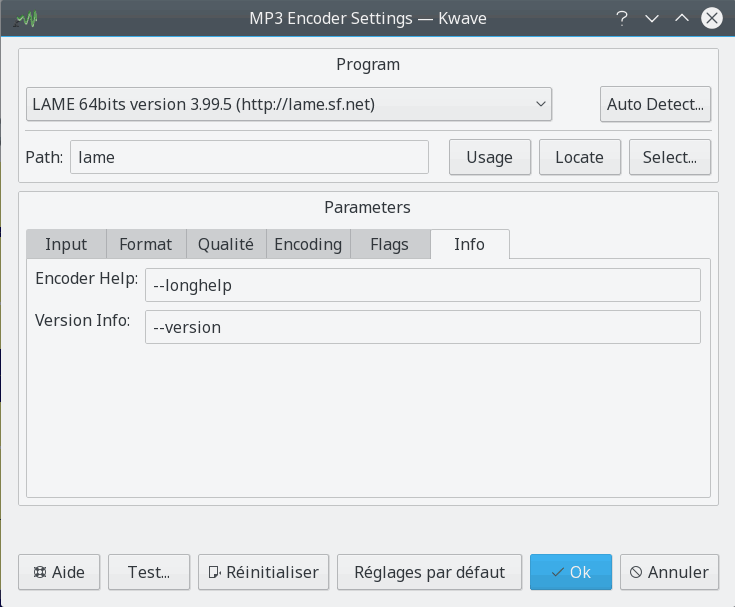 MP3 Encoder Settings — Kwave
Program
LAME 64bits version 3.99.5 (http://lame.sf.net) Auto Detect...
Path: lame Usage Locate Select...
Parameters
Input Format Qualité Encoding Flags Info
Encoder Help: --longhelp
Version Info: --version
Aide Test... Réinitialiser Réglages par défaut Ok Annuler